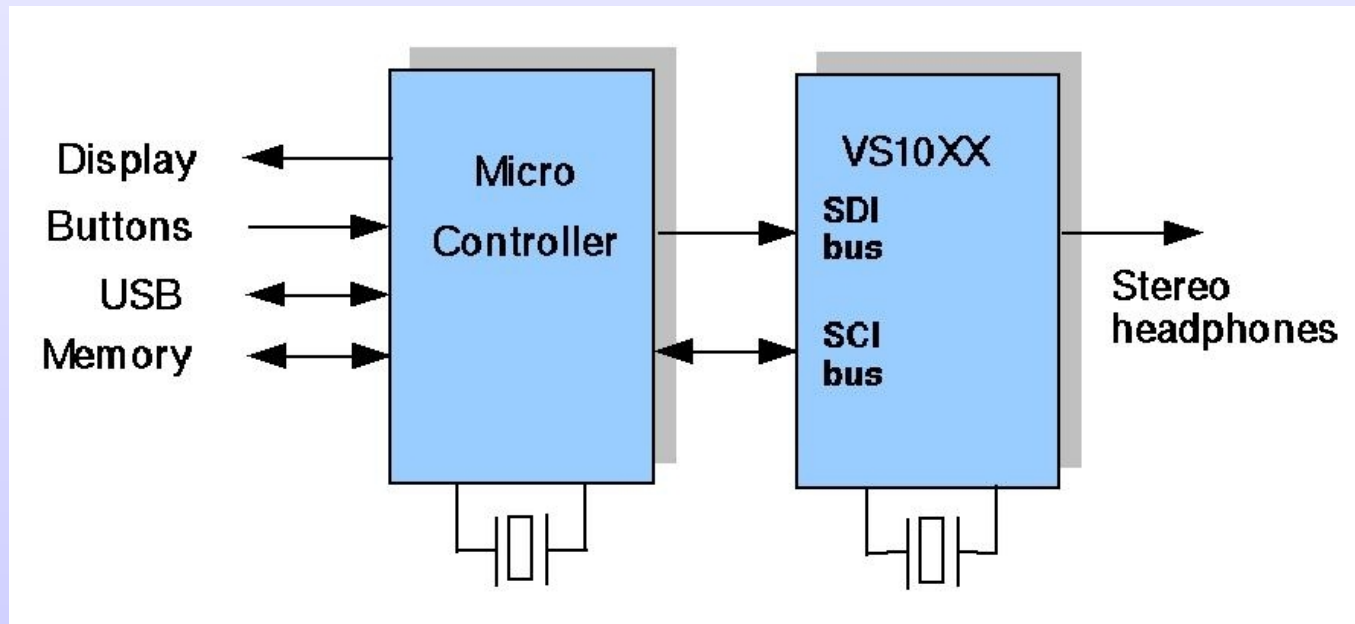 Display
Buttons
USB
Memory
Micro
Controller
VS10XX
SDI
bus
SCI
bus
Stereo
headphones